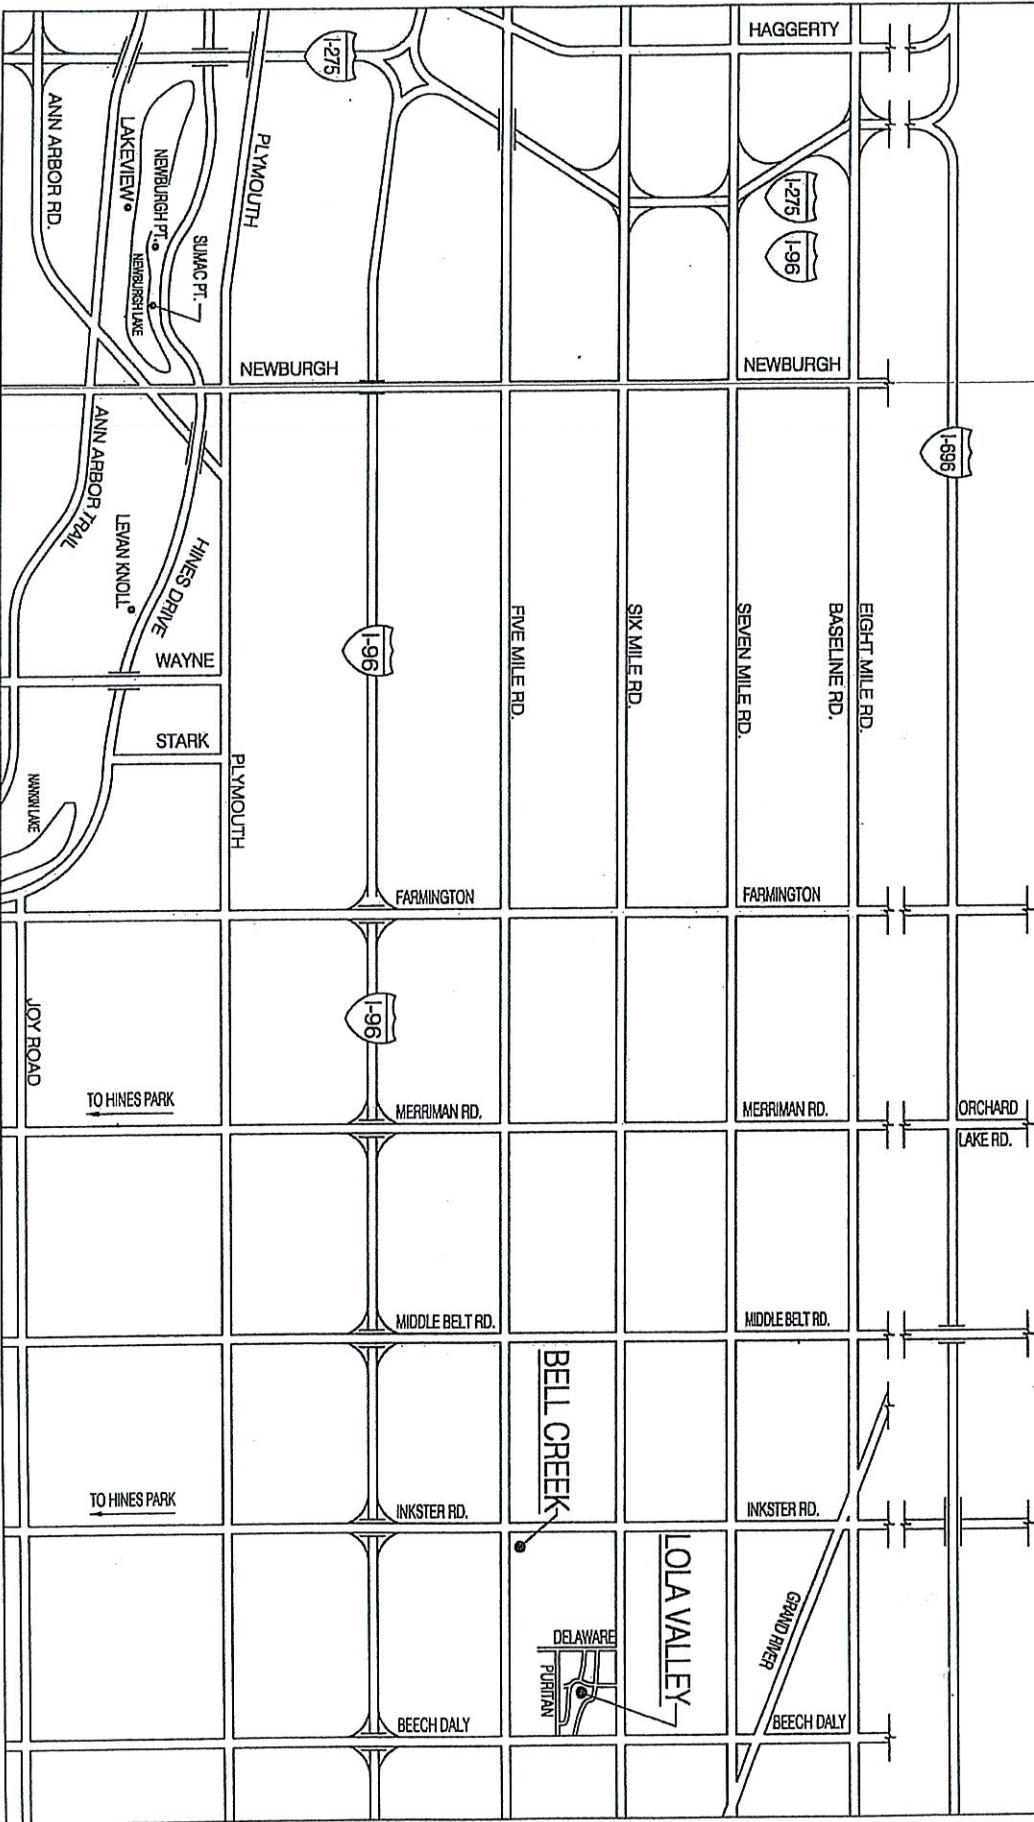 HAGGERTY
I-275
PLYMOUTH
ANN ARBOR RD.
LAKEVIEW
NEWBURGH PT.
SUMAC PT.
NEWBURGH LAKE
I-275
I-96
NEWBURGH
NEWBURGH
I-696
ANN ARBOR TRAIL
LEVAN KNOLL
HINES DRIVE
WAYNE
STARK
PLYMOUTH
NANKIN LAKE
I-96
FIVE MILE RD.
SIX MILE RD.
SEVEN MILE RD.
BASELINE RD.
EIGHT MILE RD.
FARMINGTON
FARMINGTON
I-96
JOY ROAD
TO HINES PARK
MERRIMAN RD.
MERRIMAN RD.
ORCHARD
LAKE RD.
MIDDLE BELT RD.
MIDDLE BELT RD.
BELL CREEK
TO HINES PARK
INKSTER RD.
INKSTER RD.
LOLA VALLEY
GRAND RIVER
DELAWARE
PURITAN
BEECH DALY
BEECH DALY